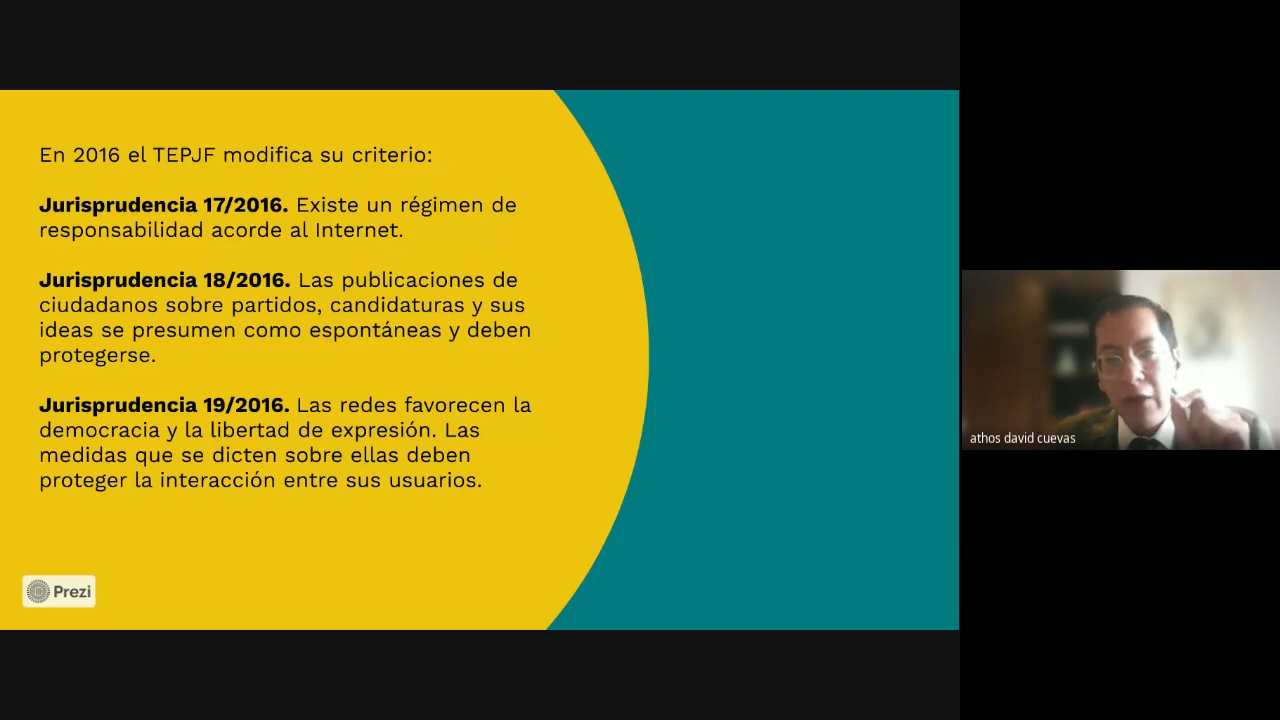 En 2016 el TEPJF modifica su criterio:
Jurisprudencia 17/2016. Existe un régimen de
responsabilidad acorde al Internet.
Jurisprudencia 18/2016. Las publicaciones de
ciudadanos sobre partidos, candidaturas y sus
ideas se presumen como espontáneas y deben
protegerse.
Jurisprudencia 19/2016. Las redes favorecen la
democracia y la libertad de expresión. Las
medidas que se dicten sobre ellas deben
proteger la interacción entre sus usuarios.
Prezi
athos david cuevas